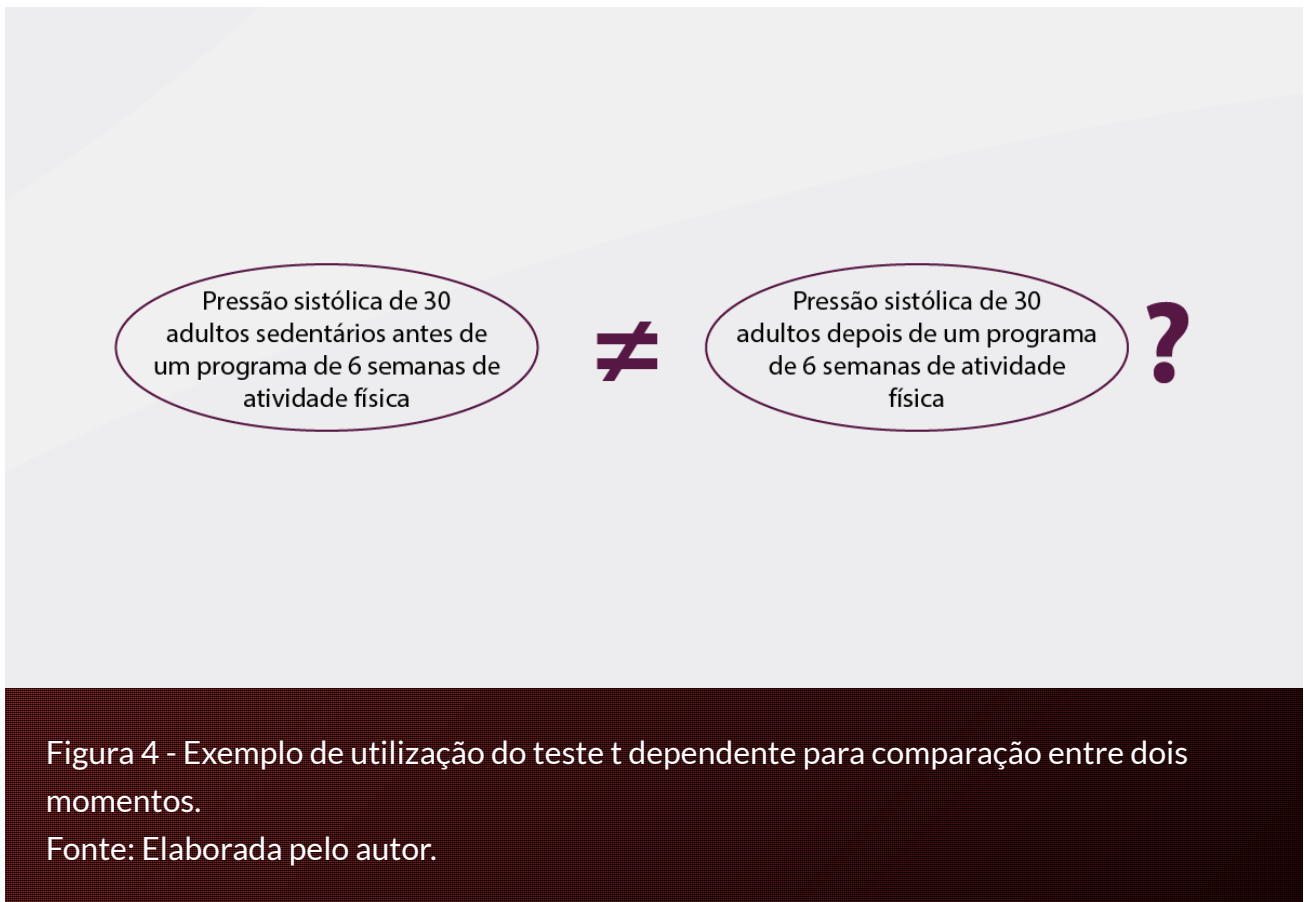 Pressão sistólica de 30
adultos sedentários antes de
um programa de 6 semanas de
atividade física
≠
Pressão sistólica de 30
adultos depois de um programa
de 6 semanas de atividade
física
?
Figura 4 - Exemplo de utilização do teste t dependente para comparação entre dois
momentos.
Fonte: Elaborada pelo autor.